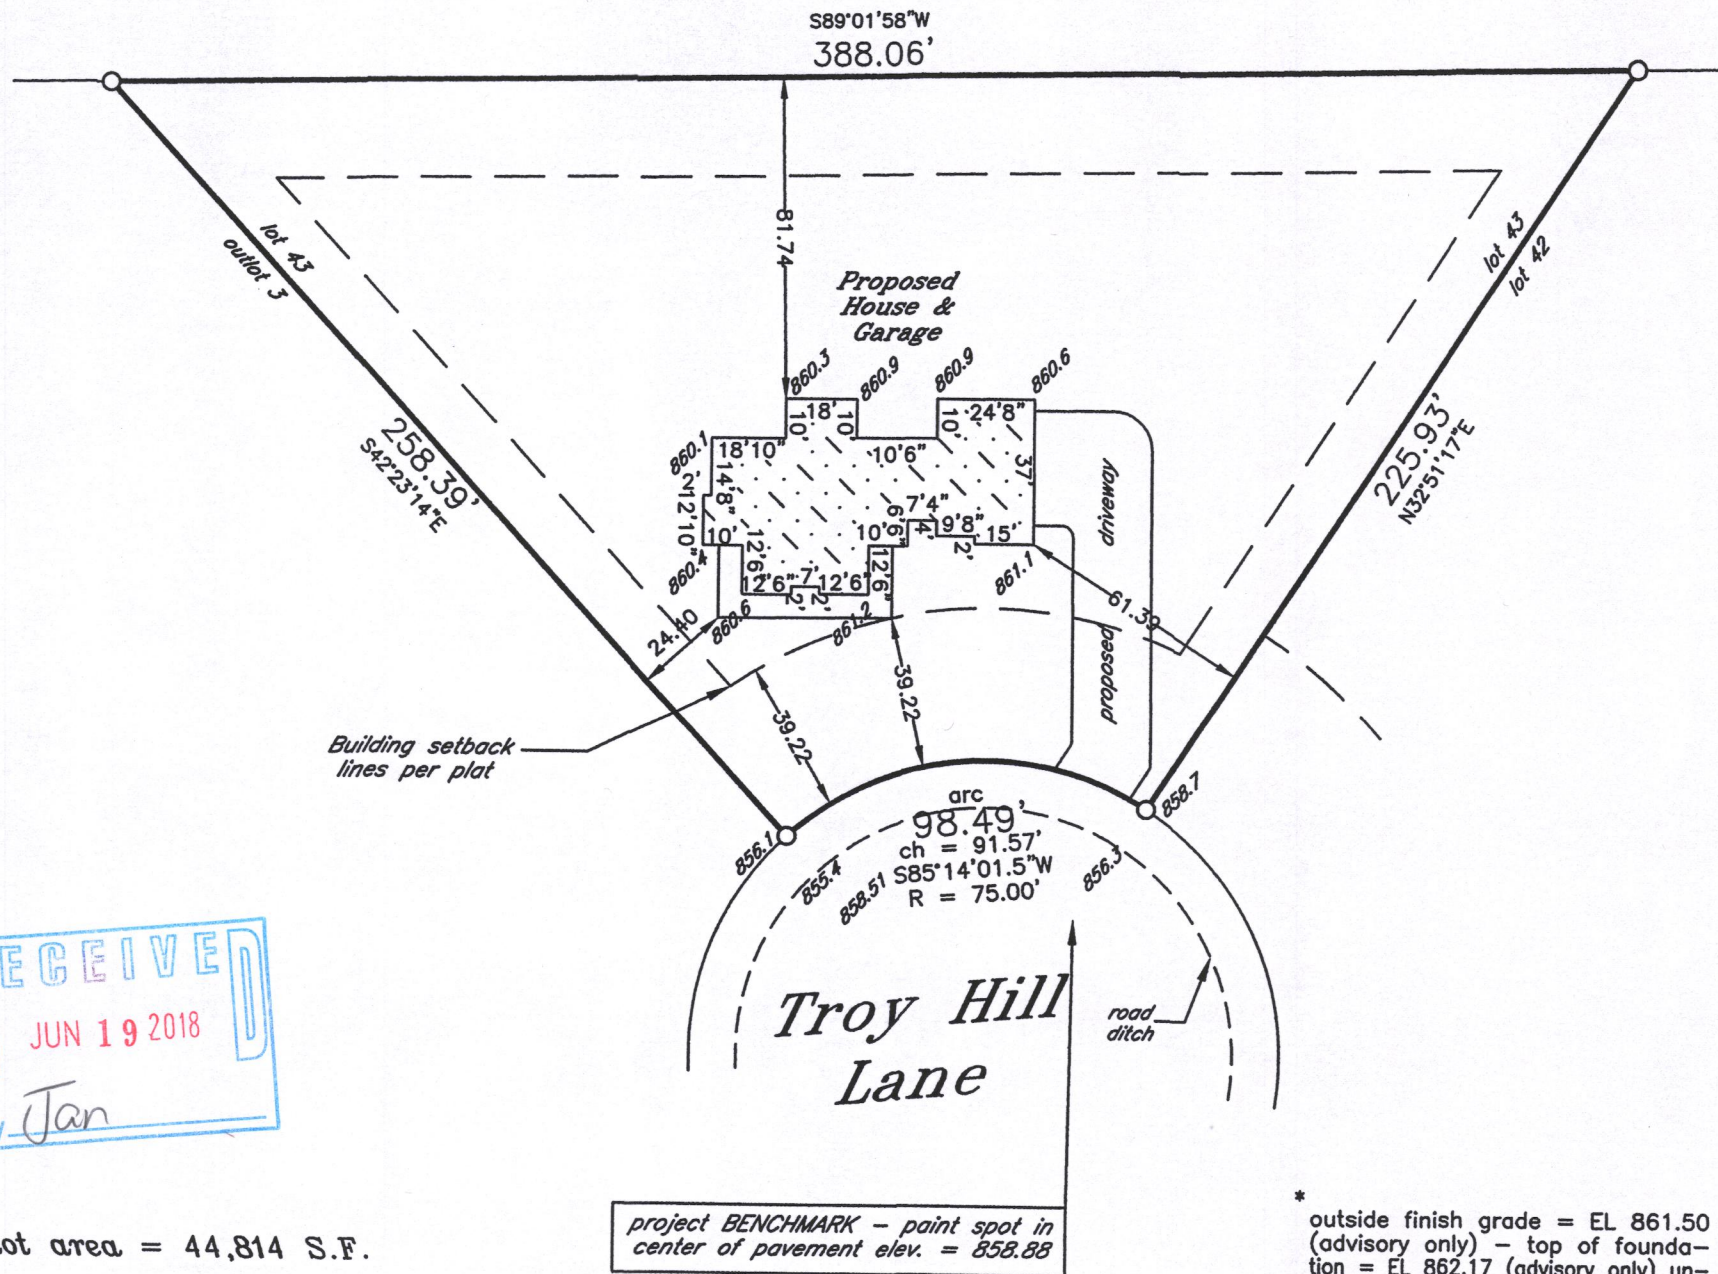 S89°01'58"W
388.06'
81.74
lot 43
outlot 3
lot 43
lot 42
Proposed
House &
Garage
258.39'
S42°23'14"E
225.93'
N32°51'17"E
860.3
860.9
860.9
860.6
18'
10'
10
10'
24'8"
860.1
18'10"
10'6"
37'
14'8"
2'
12'10"
7'4"
6'6"
4'
9'8"
2'
15'
10'
12'6"
10'
12'6"
860.4
12'6"
7'
12'6"
2'
2'
861.1
driveway
proposed
61.39
24.40
860.6
861.2
39.22
39.22
Building setback
lines per plat
856.1
858.7
arc
98.49'
ch = 91.57'
S85°14'01.5"W
R = 75.00'
855.4
858.51
856.3
Troy Hill
Lane
road
ditch
ECEIVE D
JUN 19 2018
Jan
ot area = 44,814 S.F.
project BENCHMARK – paint spot in
center of pavement elev. = 858.88
*
outside finish grade = EL 861.50
(advisory only) – top of founda–
tion = EL 862.17 (advisory only) un–